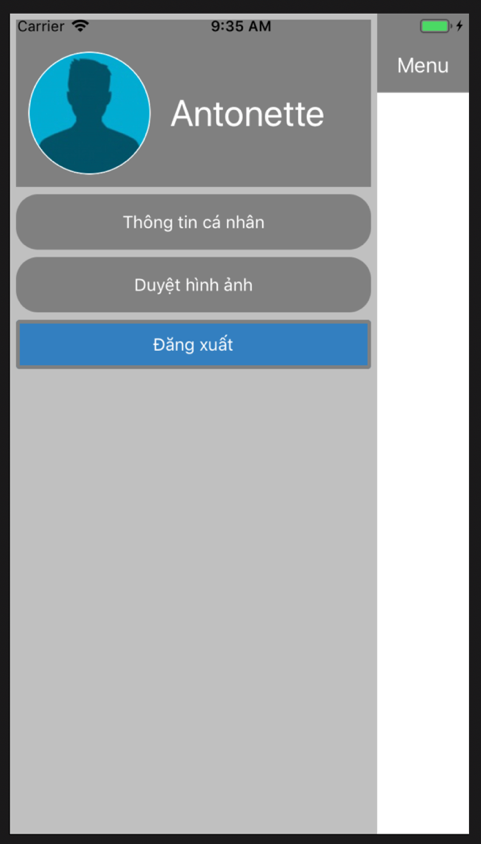 Carrier 9:35 AM
Menu
Antonette
Thông tin cá nhân
Duyệt hình ảnh
Đăng xuất